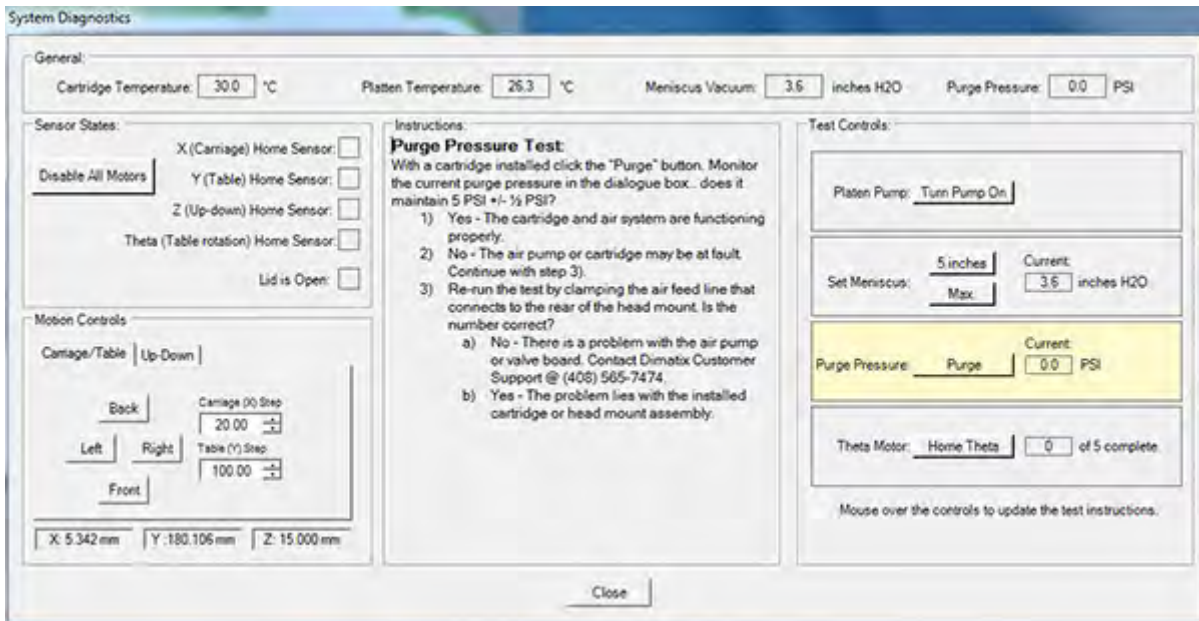 System Diagnostics
General:
Cartridge Temperature: 30.0 °C Platten Temperature: 26.3 °C Meniscus Vacuum: 3.6 inches H2O Purge Pressure: 0.0 PSI
Sensor States:
X (Carriage) Home Sensor:
Disable All Motors
Y (Table) Home Sensor:
Z (Up-down) Home Sensor:
Theta (Table rotation) Home Sensor:
Lid is Open:
Motion Controls
Carriage/Table Up-Down
Back
Left Right
Front
Carriage (X) Step
20.00
Table (Y) Step
100.00
X: 5.342 mm Y :180.106 mm Z: 15.000 mm
Instructions:
Purge Pressure Test:
With a cartridge installed click the "Purge" button. Monitor
the current purge pressure in the dialogue box... does it
maintain 5 PSI +/- ½ PSI?
1) Yes - The cartridge and air system are functioning
properly.
2) No - The air pump or cartridge may be at fault.
Continue with step 3).
3) Re-run the test by clamping the air feed line that
connects to the rear of the head mount. Is the
number correct?
a) No - There is a problem with the air pump
or valve board. Contact Dimatix Customer
Support @ (408) 565-7474.
b) Yes - The problem lies with the installed
cartridge or head mount assembly.
Test Controls:
Platen Pump: Turn Pump On
Set Meniscus: 5 inches Max. Current: 3.6 inches H2O
Purge Pressure: Purge Current: 0.0 PSI
Theta Motor: Home Theta 0 of 5 complete.
Mouse over the controls to update the test instructions.
Close